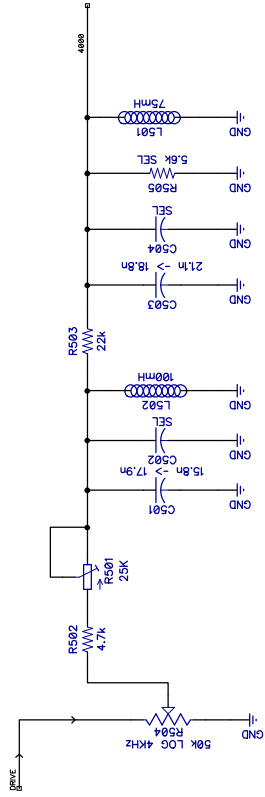 4000
75mH
L501
GND
5.6k SEL
R505
GND
SEL
C504
GND
21.1n -> 18.8n
C503
GND
R503
22k
100mH
L502
GND
SEL
C502
GND
15.8n -> 17.9n
C501
GND
R501
25K
R502
4.7k
R504
50k LOG 4KHz
GND
DRIVE